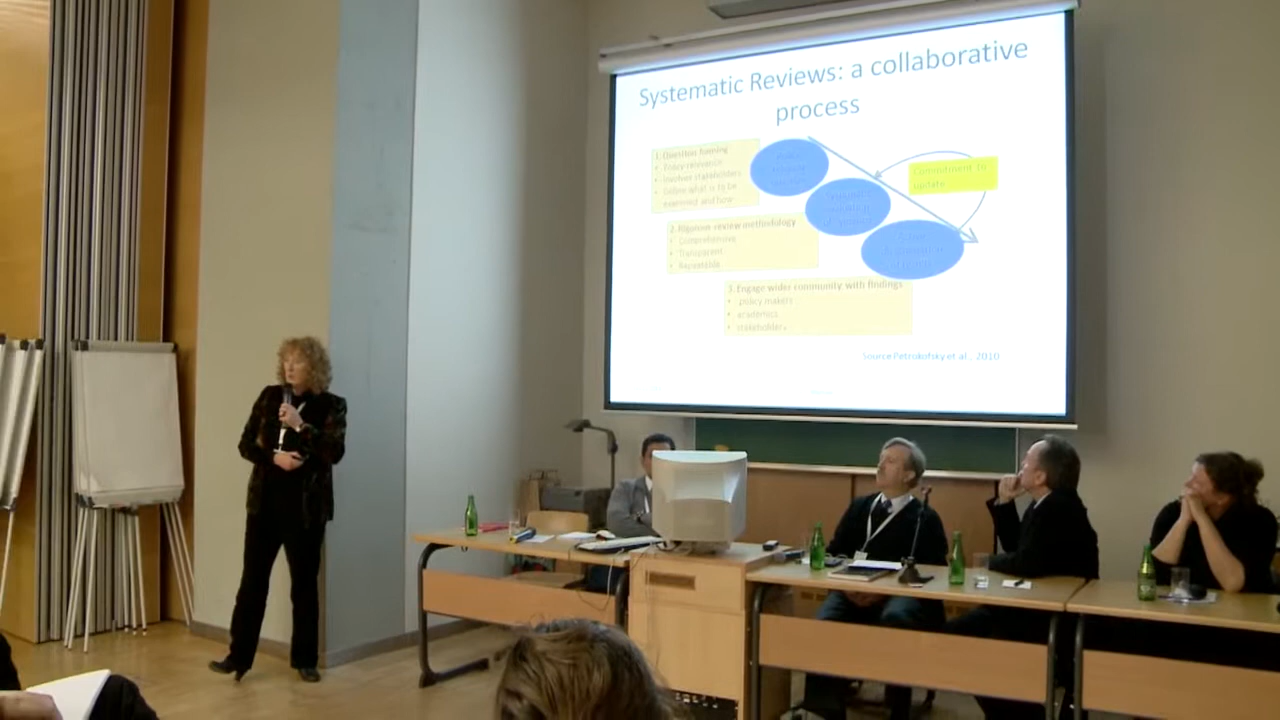 Systematic Reviews: a collaborative
process
1. Question framing
• Policy relevance
• Involves stakeholders
• Define what is to be
examined and how
2. Rigorous review methodology
• Comprehensive
• Transparent
• Repeatable
3. Engage wider community with findings
• policy makers
• academics
• stakeholders
Commitment to
update
Source Petrokofsky et al., 2010